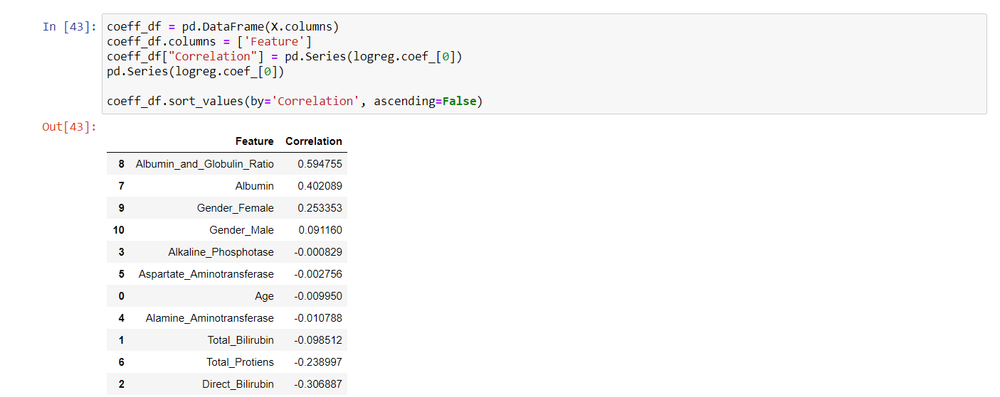 In [43]: coeff_df = pd.DataFrame(X.columns)
coeff_df.columns = ['Feature']
coeff_df["Correlation"] = pd.Series(logreg.coef_[0])
pd.Series(logreg.coef_[0])
coeff_df.sort_values(by='Correlation', ascending=False)
Out[43]:
Feature Correlation
8 Albumin_and_Globulin_Ratio 0.594755
7 Albumin 0.402089
9 Gender_Female 0.253353
10 Gender_Male 0.091160
3 Alkaline_Phosphotase -0.000829
5 Aspartate_Aminotransferase -0.002756
0 Age -0.009950
4 Alamine_Aminotransferase -0.010788
1 Total_Bilirubin -0.098512
6 Total_Protiens -0.238997
2 Direct_Bilirubin -0.306887